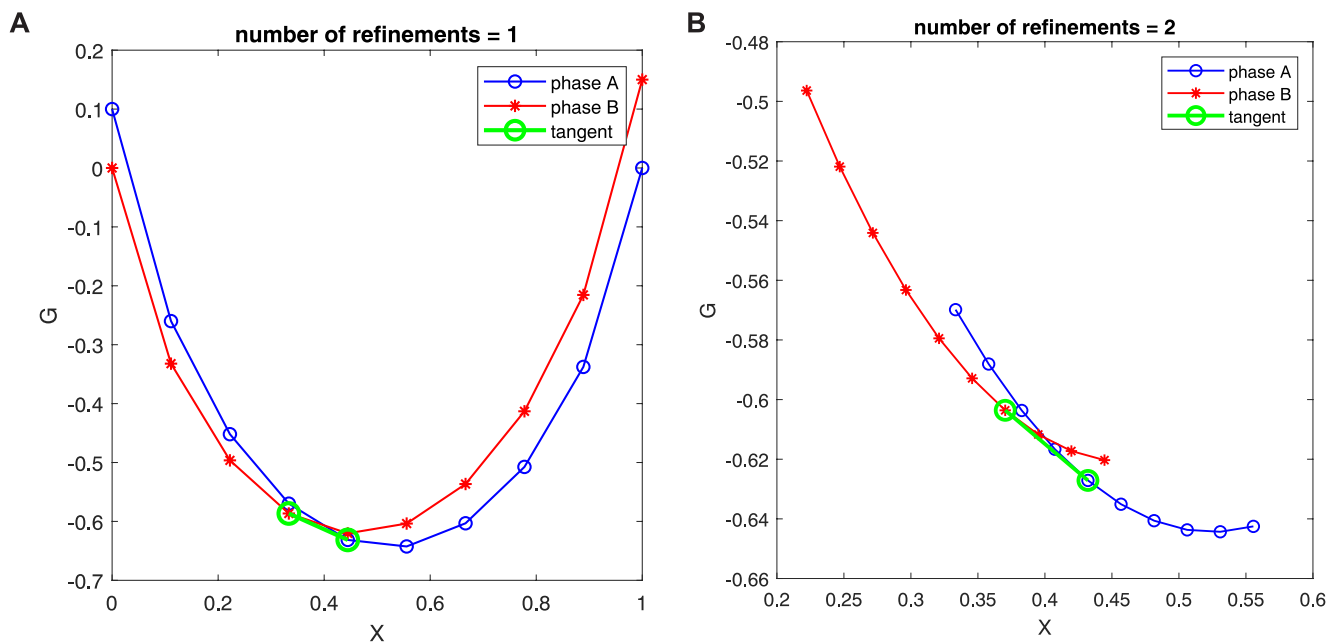 A
number of refinements = 1
0.2
0.1
0
-0.1
-0.2
-0.3
-0.4
-0.5
-0.6
-0.7
G
phase A
phase B
tangent
0
0.2
0.4
0.6
0.8
1
X
B
number of refinements = 2
-0.48
-0.5
-0.52
-0.54
-0.56
-0.58
-0.6
-0.62
-0.64
-0.66
G
phase A
phase B
tangent
0.2
0.25
0.3
0.35
0.4
0.45
0.5
0.55
0.6
X